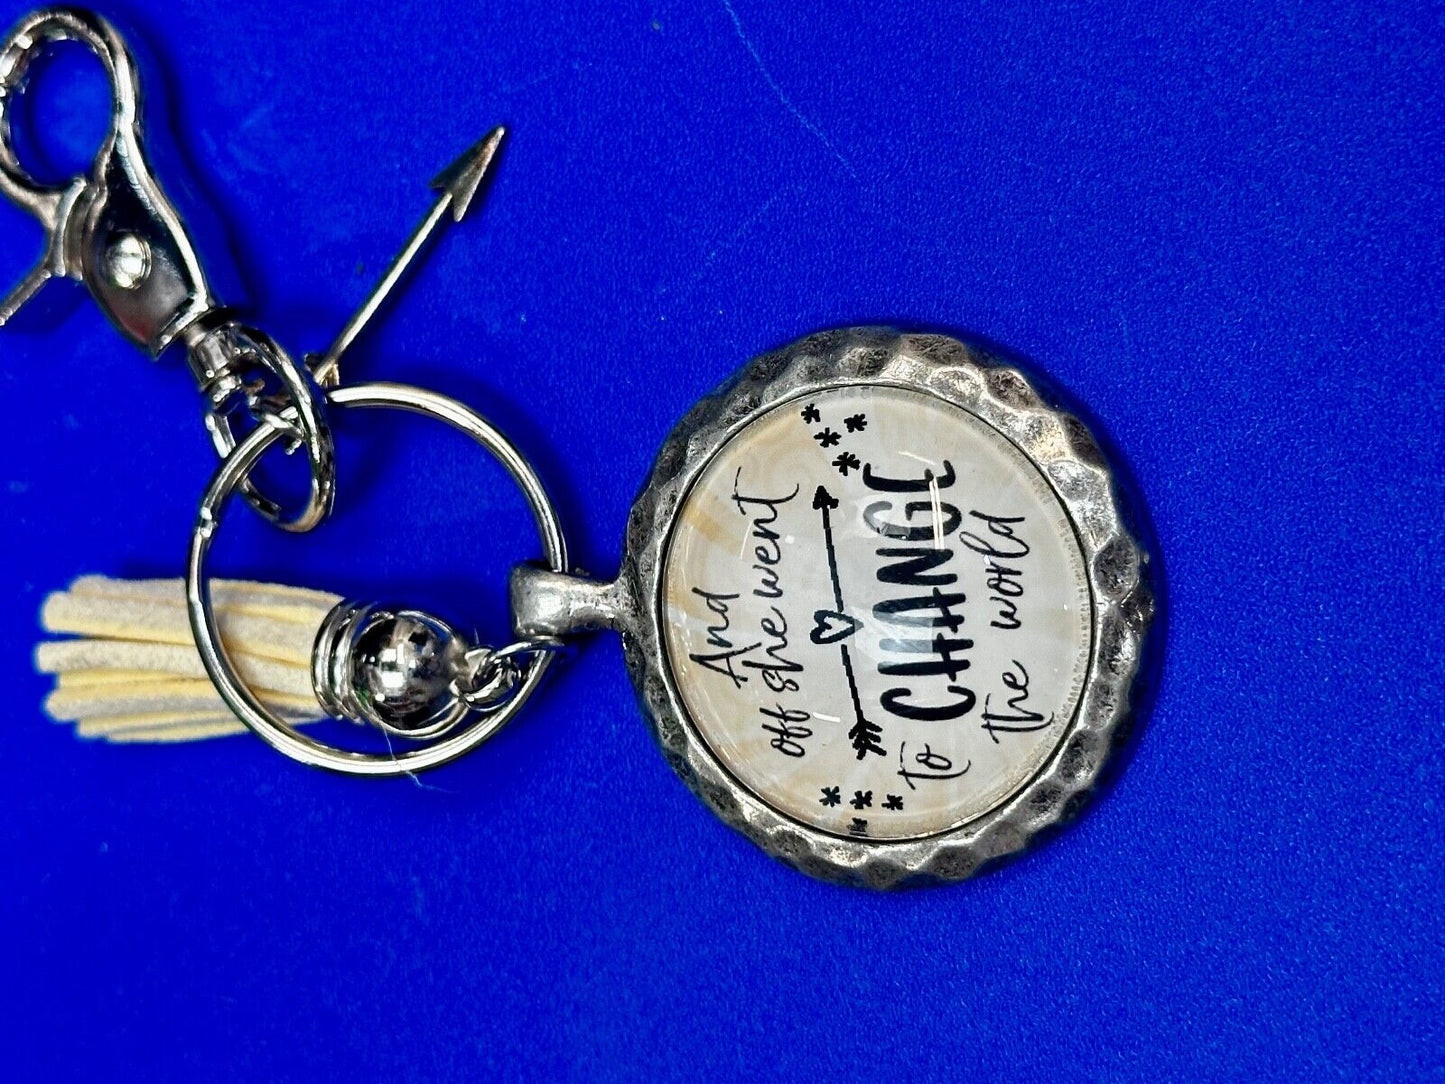 And
off she went
to CHANGE
the world